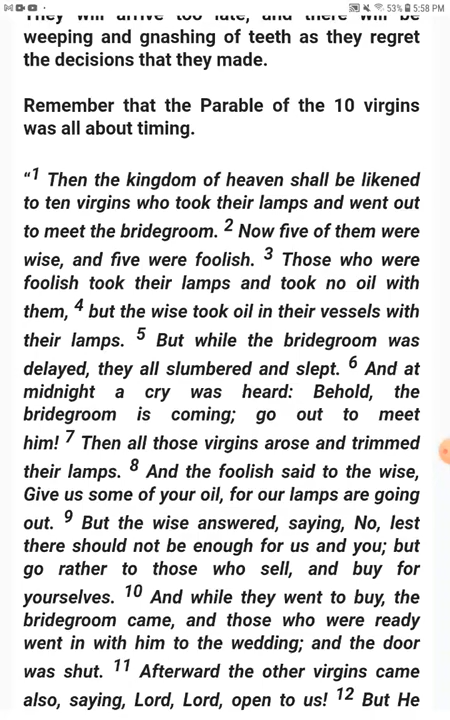 53% 5:58 PM
They will arrive too late, and there will be
weeping and gnashing of teeth as they regret
the decisions that they made.
Remember that the Parable of the 10 virgins
was all about timing.
“1 Then the kingdom of heaven shall be likened
to ten virgins who took their lamps and went out
to meet the bridegroom. 2 Now five of them were
wise, and five were foolish. 3 Those who were
foolish took their lamps and took no oil with
them, 4 but the wise took oil in their vessels with
their lamps. 5 But while the bridegroom was
delayed, they all slumbered and slept. 6 And at
midnight a cry was heard: Behold, the
bridegroom is coming; go out to meet
him! 7 Then all those virgins arose and trimmed
their lamps. 8 And the foolish said to the wise,
Give us some of your oil, for our lamps are going
out. 9 But the wise answered, saying, No, lest
there should not be enough for us and you; but
go rather to those who sell, and buy for
yourselves. 10 And while they went to buy, the
bridegroom came, and those who were ready
went in with him to the wedding; and the door
was shut. 11 Afterward the other virgins came
also, saying, Lord, Lord, open to us! 12 But He